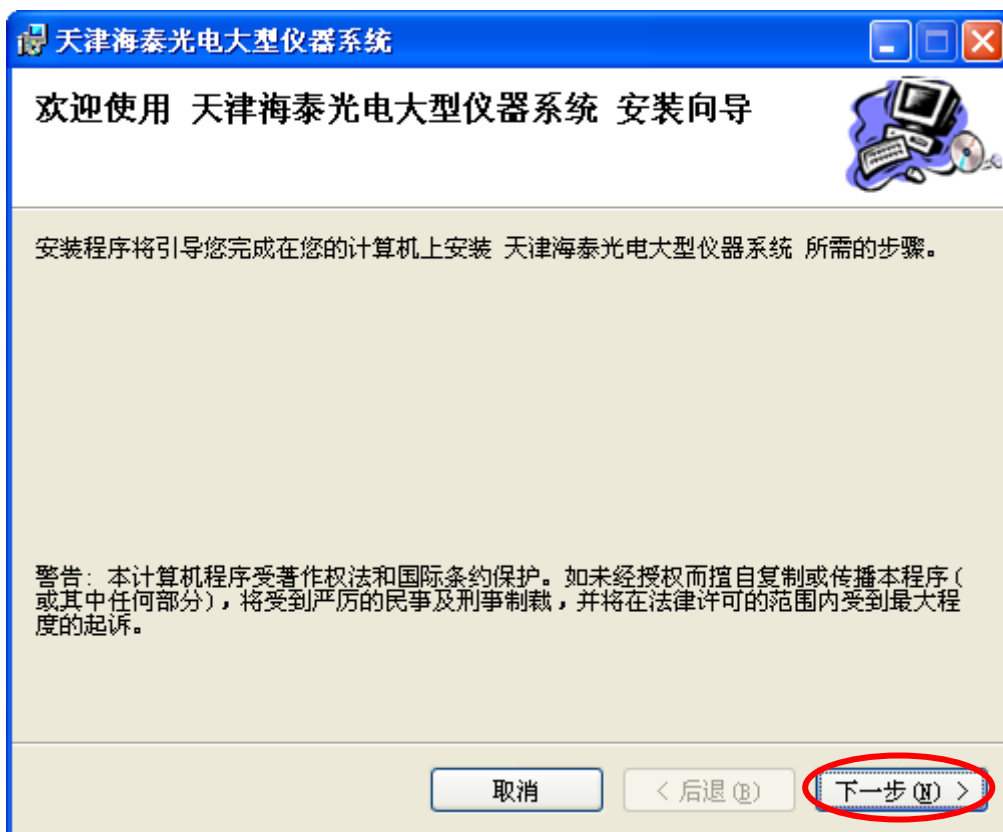 天津海泰光电大型仪器系统
欢迎使用 天津海泰光电大型仪器系统 安装向导
安装程序将引导您完成在您的计算机上安装 天津海泰光电大型仪器系统 所需的步骤。
警告: 本计算机程序受著作权法和国际条约保护。如未经授权而擅自复制或传播本程序(
或其中任何部分),将受到严厉的民事及刑事制裁,并将在法律许可的范围内受到最大程
度的起诉。
取消 < 后退(B) 下一步(N) >